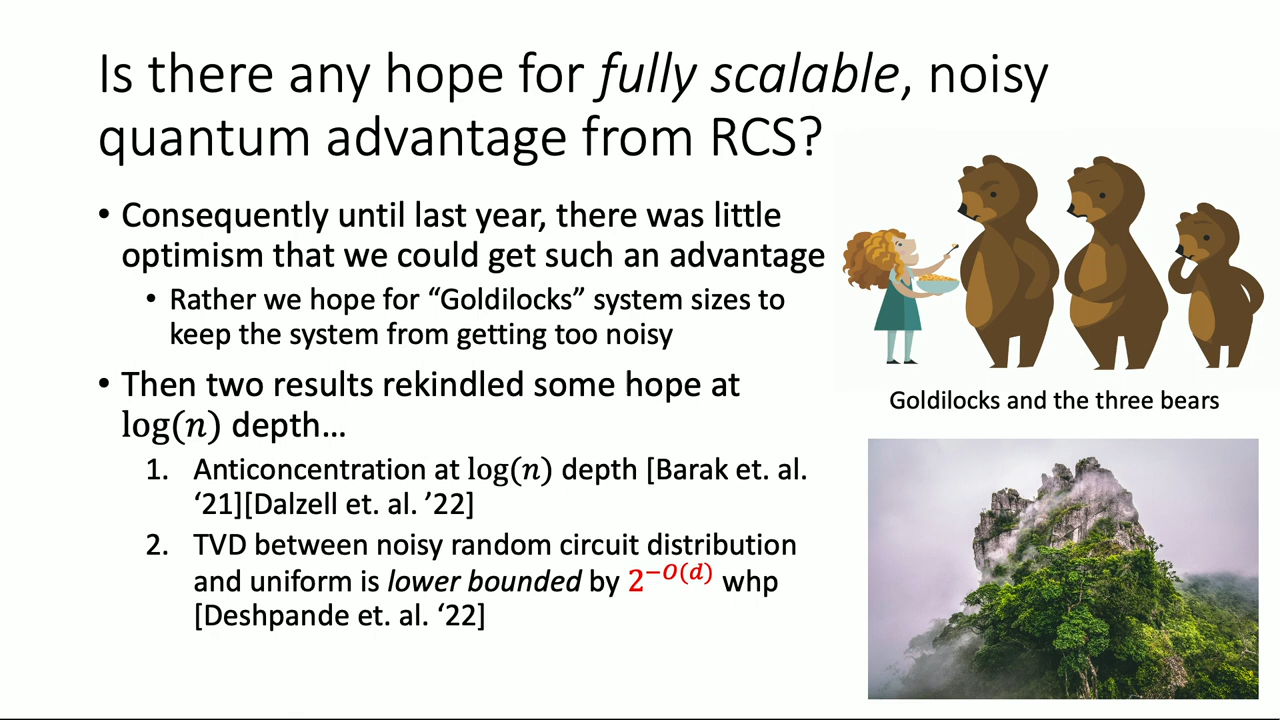 Is there any hope for fully scalable, noisy
quantum advantage from RCS?
• Consequently until last year, there was little
optimism that we could get such an advantage
• Rather we hope for “Goldilocks” system sizes to
keep the system from getting too noisy
• Then two results rekindled some hope at
log(n) depth…
1. Anticoncentration at log(n) depth [Barak et. al.
‘21][Dalzell et. al. ’22]
2. TVD between noisy random circuit distribution
and uniform is lower bounded by 2^{-O(d)} whp
[Deshpande et. al. ‘22]
Goldilocks and the three bears